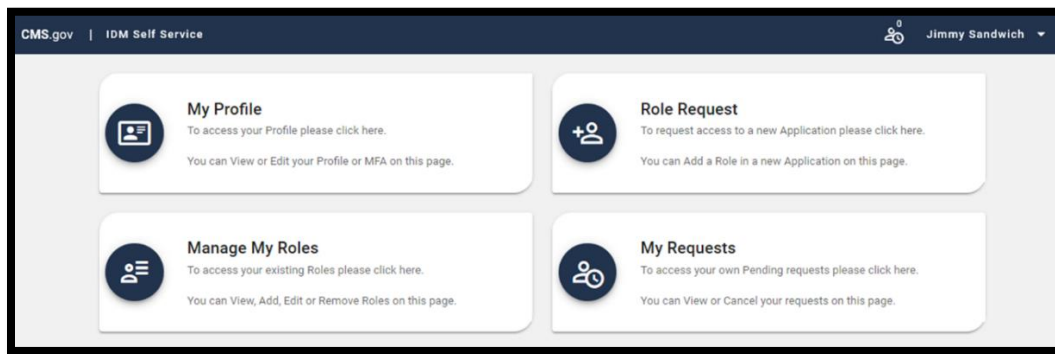 CMS.gov | IDM Self Service
0
Jimmy Sandwich
My Profile
To access your Profile please click here.
You can View or Edit your Profile or MFA on this page.
Role Request
To request access to a new Application please click here.
You can Add a Role in a new Application on this page.
Manage My Roles
To access your existing Roles please click here.
You can View, Add, Edit or Remove Roles on this page.
My Requests
To access your own Pending requests please click here.
You can View or Cancel your requests on this page.